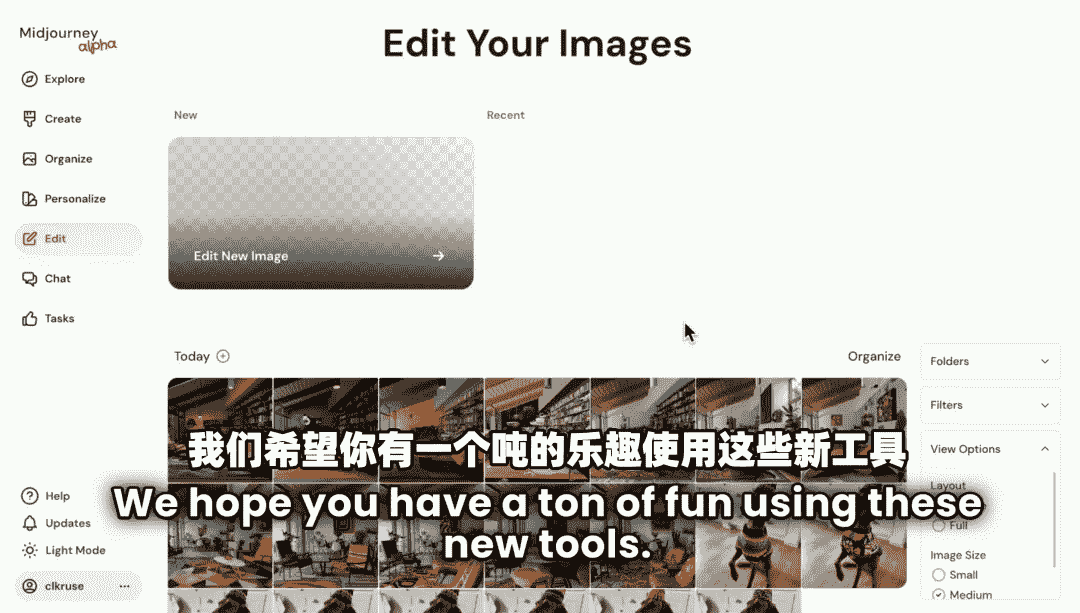 Midjourney
alpha
Edit Your Images
Explore
Create
Organize
Personalize
Edit
Chat
Tasks
New
Recent
Edit New Image
Today
Organize
Folders
Filters
View Options
Layout
Full
Image Size
Small
Medium
我们希望你有一个吨的乐趣使用这些新工具
We hope you have a ton of fun using these
new tools.
Help
Updates
Light Mode
clkruse